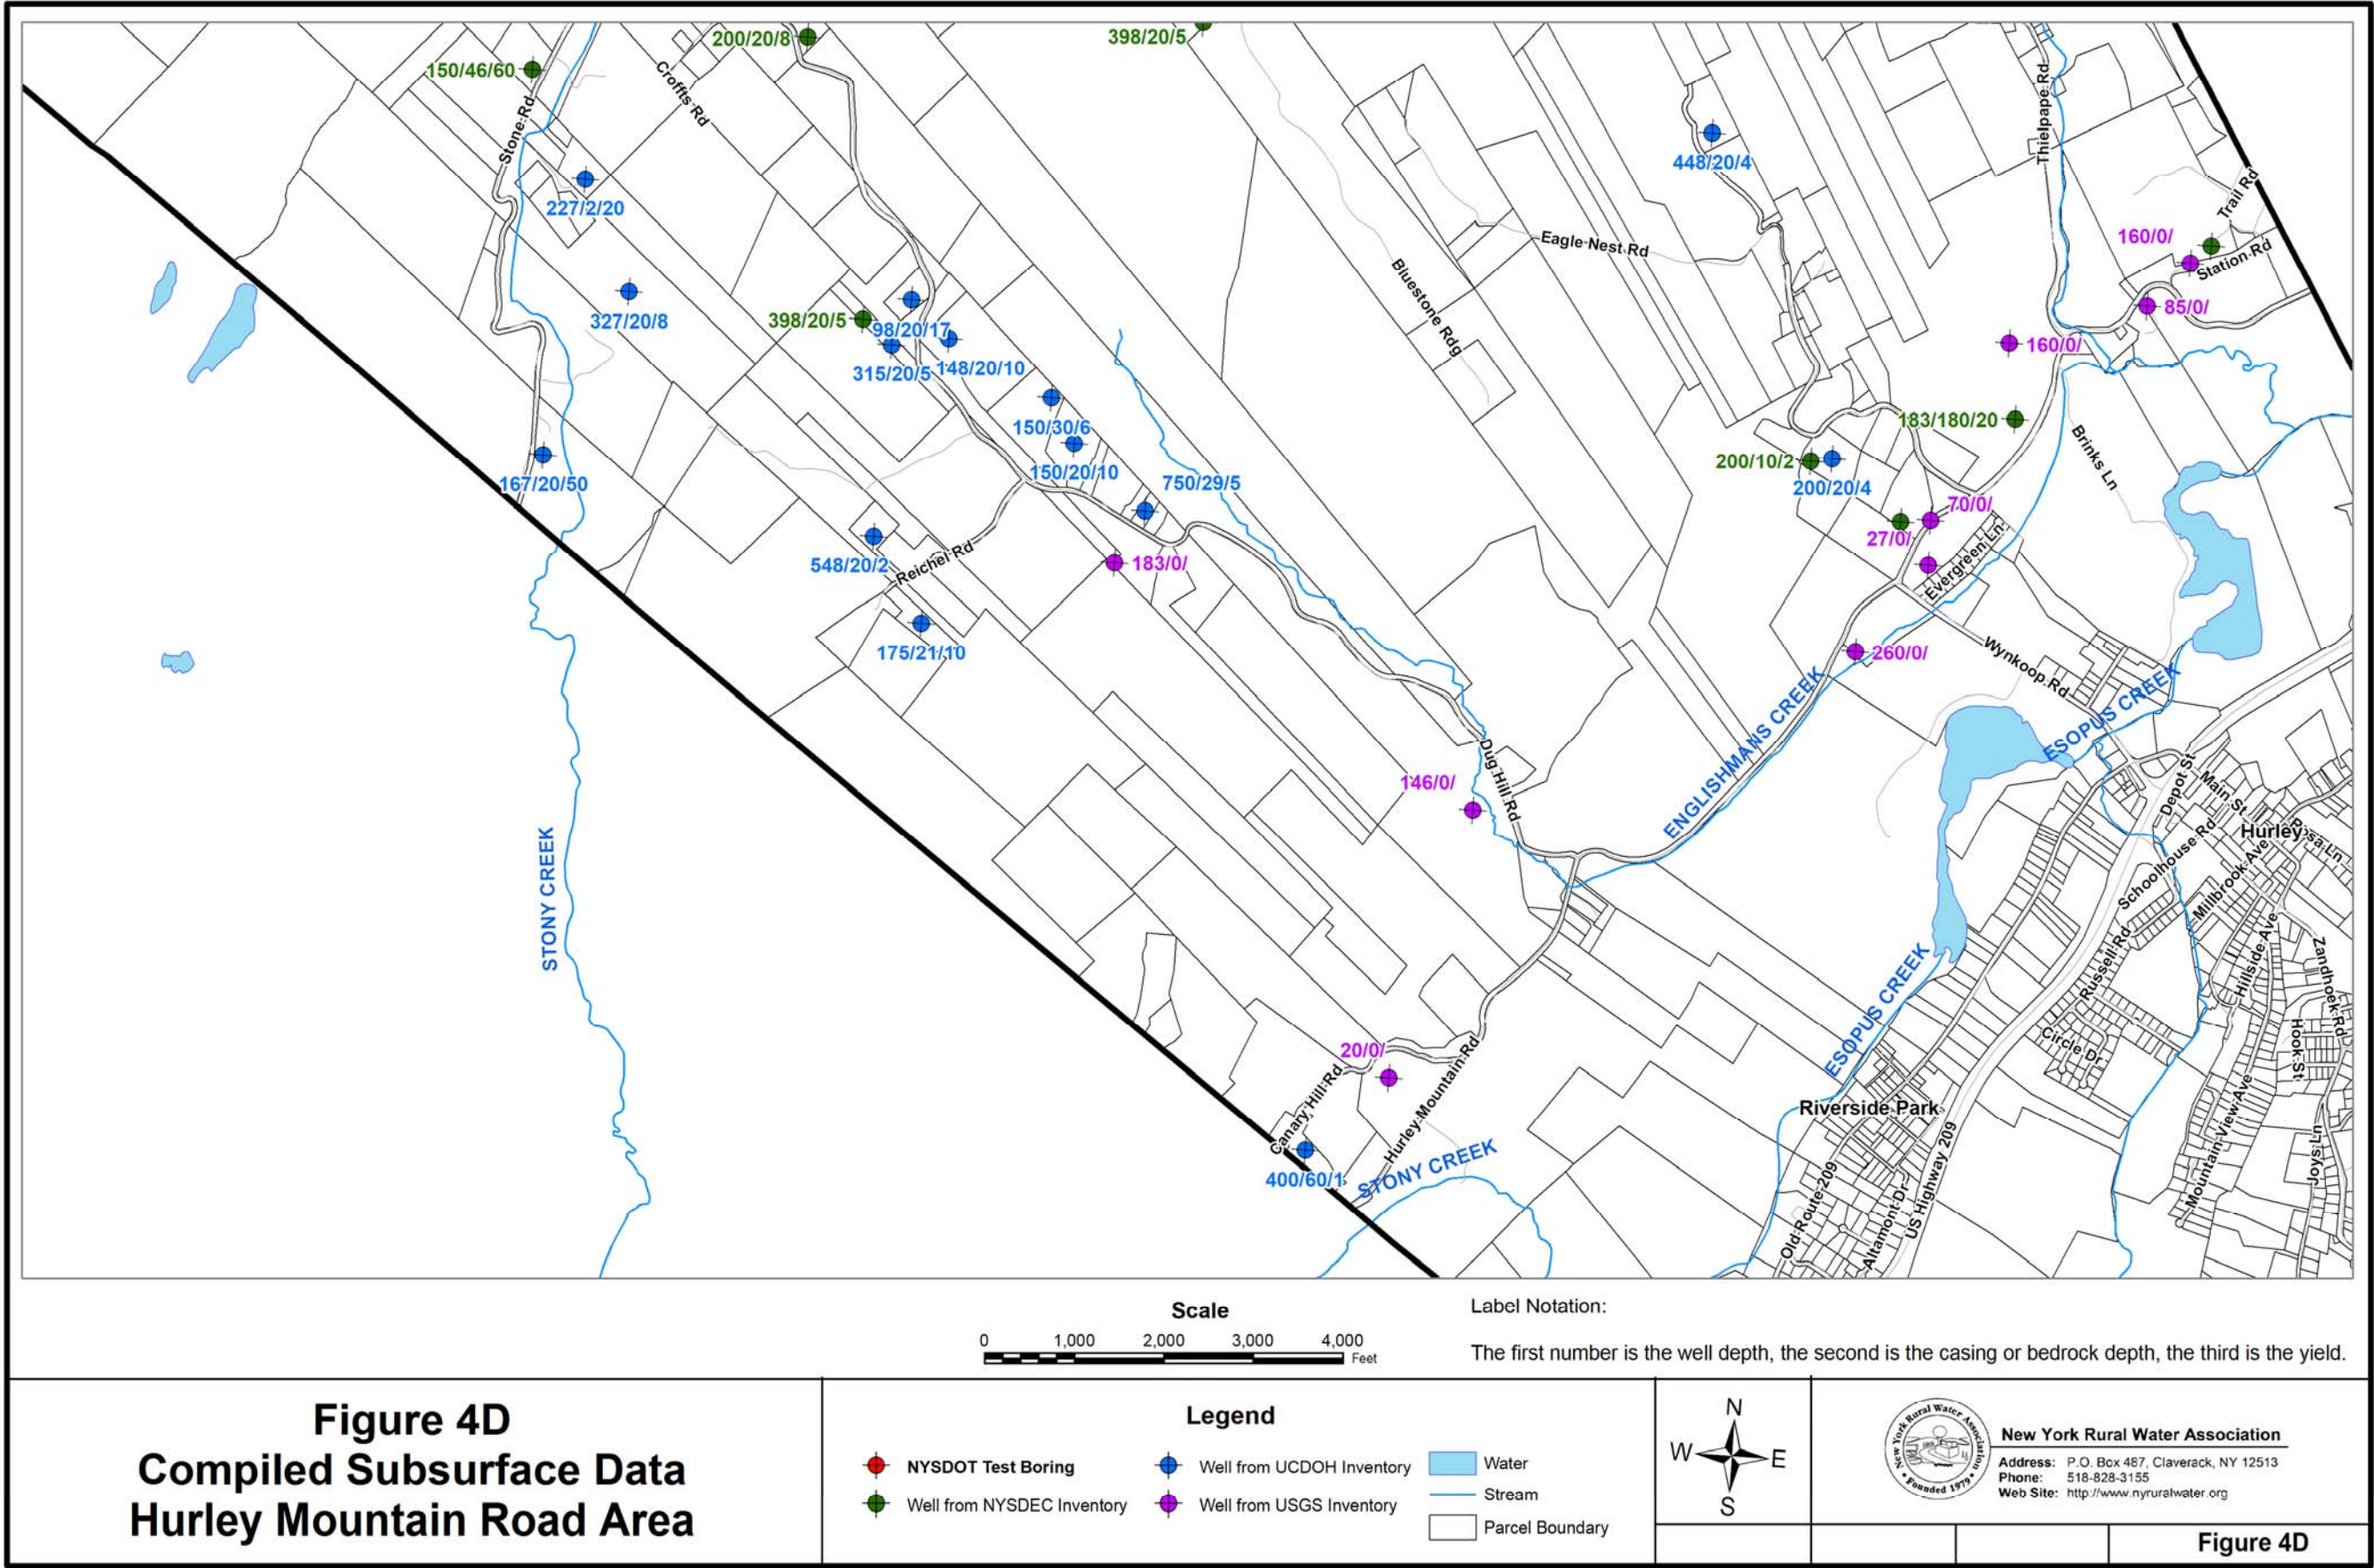 200/20/8
398/20/5
150/46/60
Croffts Rd
Stone Rd
Thielpape Rd
448/20/4
227/2/20
Trail Rd
160/0/
Eagle Nest Rd
Station Rd
Bluestone Rdg
85/0/
327/20/8
398/20/5
98/20/17
160/0/
315/20/5
148/20/10
150/30/6
183/180/20
Brinks Ln
150/20/10
200/10/2
167/20/50
750/29/5
200/20/4
70/0/
27/0/
548/20/2
Reichel Rd
183/0/
Evergreen Ln
175/21/10
260/0/
Wynkoop Rd
ENGLISHMANS CREEK
ESOPUS CREEK
Dug Hill Rd
146/0/
Depot St
Main St
Hurley
Rosa Ln
Schoolhouse Rd
Millbrook Ave
STONY CREEK
Russell Rd
Hillside Ave
Zandhoek Rd
ESOPUS CREEK
Circle Dr
Hook St
20/0/
Canary Hill Rd
Hurley Mountain Rd
Riverside Park
Mountain View Ave
Joys Ln
400/60/1
STONY CREEK
Old Route 209
Altamont Dr
US Highway 209
Scale
0 1,000 2,000 3,000 4,000
Feet
Label Notation:
The first number is the well depth, the second is the casing or bedrock depth, the third is the yield.
Figure 4D
Compiled Subsurface Data
Hurley Mountain Road Area
Legend
NYSDOT Test Boring
Well from UCDOH Inventory
Water
Well from NYSDEC Inventory
Well from USGS Inventory
Stream
Parcel Boundary
N
W E
S
New York Rural Water Association
Founded 1979
New York Rural Water Association
Address: P.O. Box 487, Claverack, NY 12513
Phone: 518-828-3155
Web Site: http://www.nyruralwater.org
Figure 4D